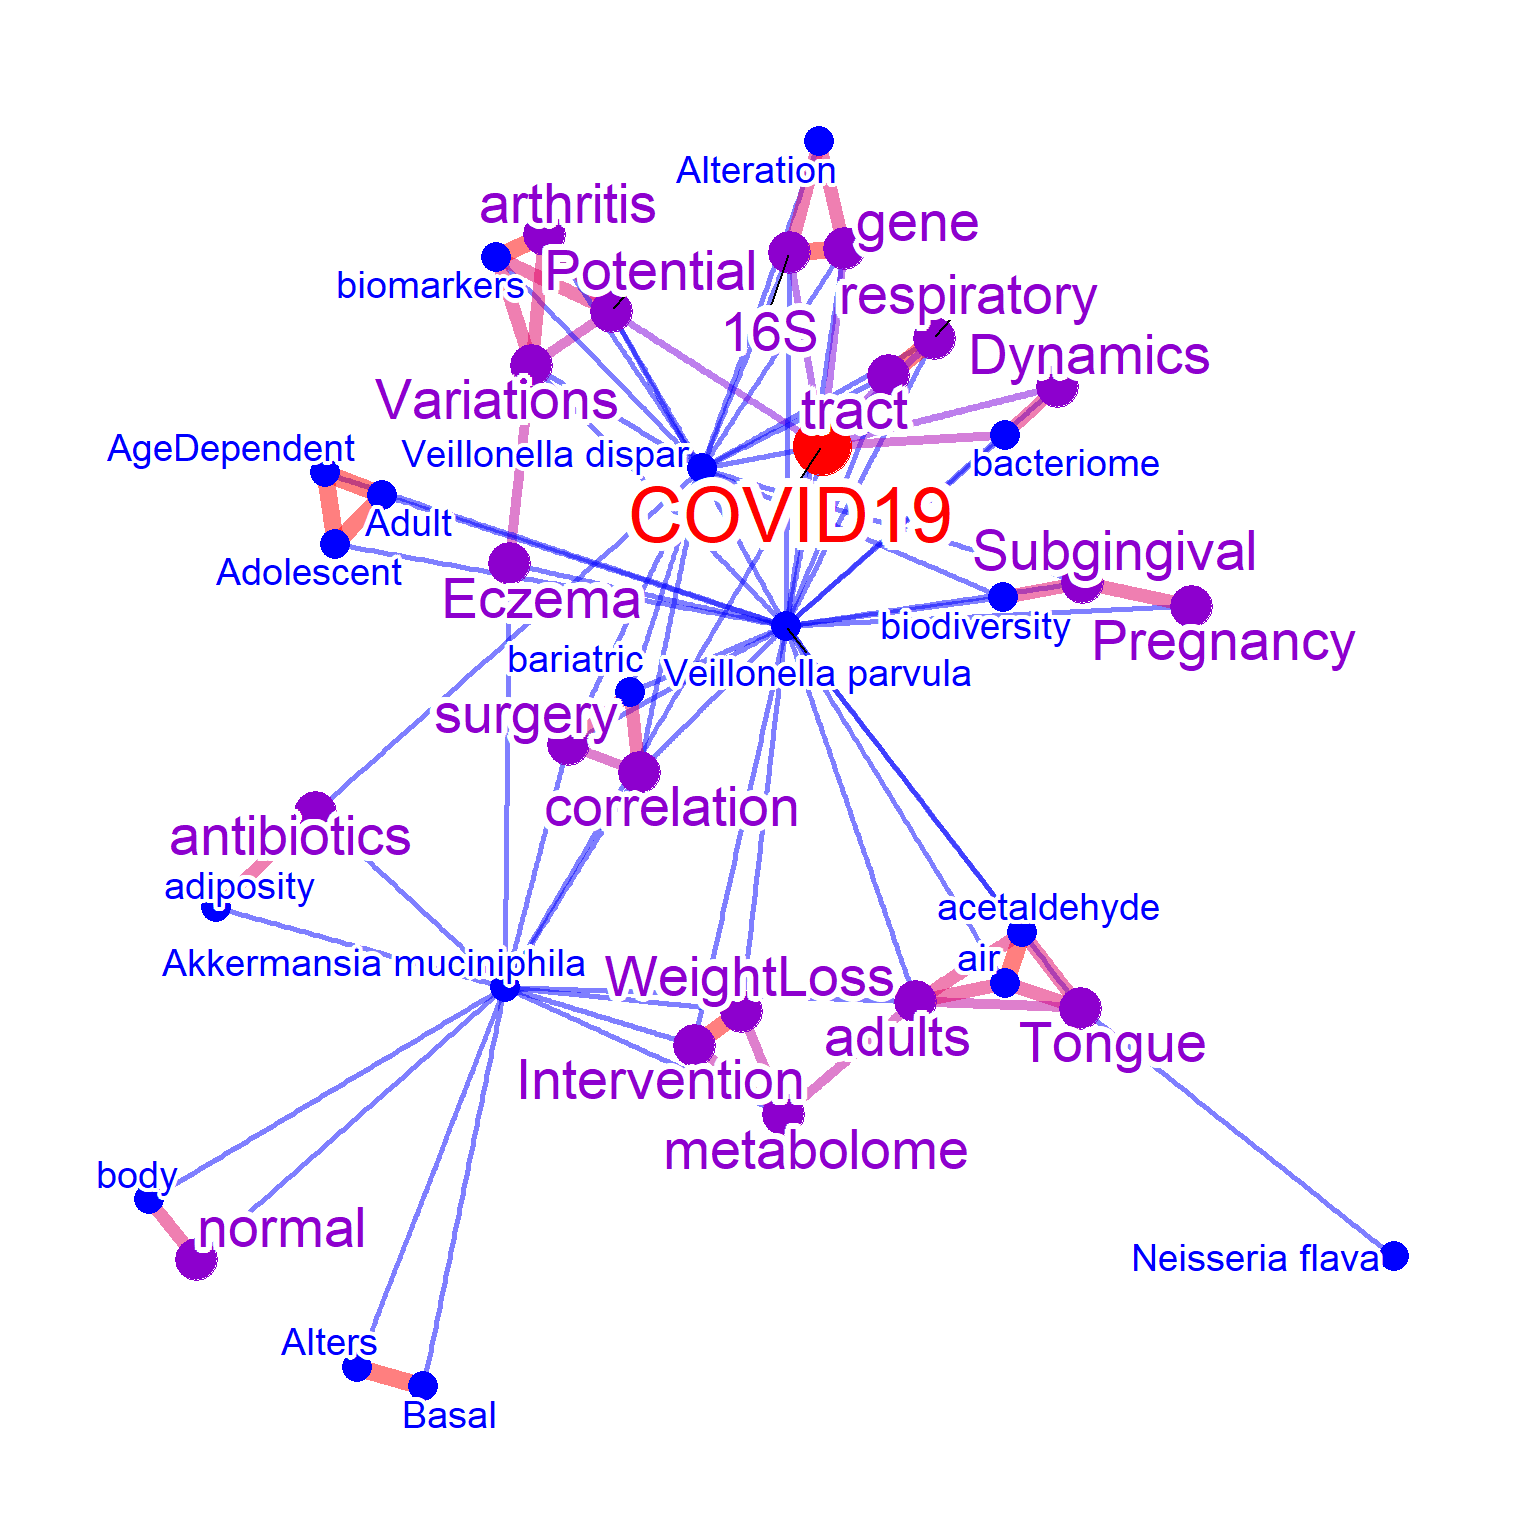 Alteration
arthritis
gene
Potential
biomarkers
respiratory
16S
Dynamics
Variations
tract
AgeDependent
Veillonella dispar
bacteriome
COVID19
Adult
Subgingival
Adolescent
Eczema
biodiversity
Pregnancy
bariatric
Veillonella parvula
surgery
correlation
antibiotics
adiposity
acetaldehyde
air
Akkermansia muciniphila
WeightLoss
adults
Tongue
Intervention
metabolome
body
normal
Neisseria flava
Alters
Basal